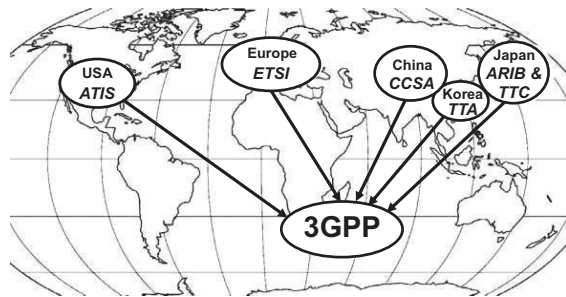 USA
ATIS
Europe
ETSI
China
CCSA
Korea
TTA
Japan
ARIB &
TTC
3GPP